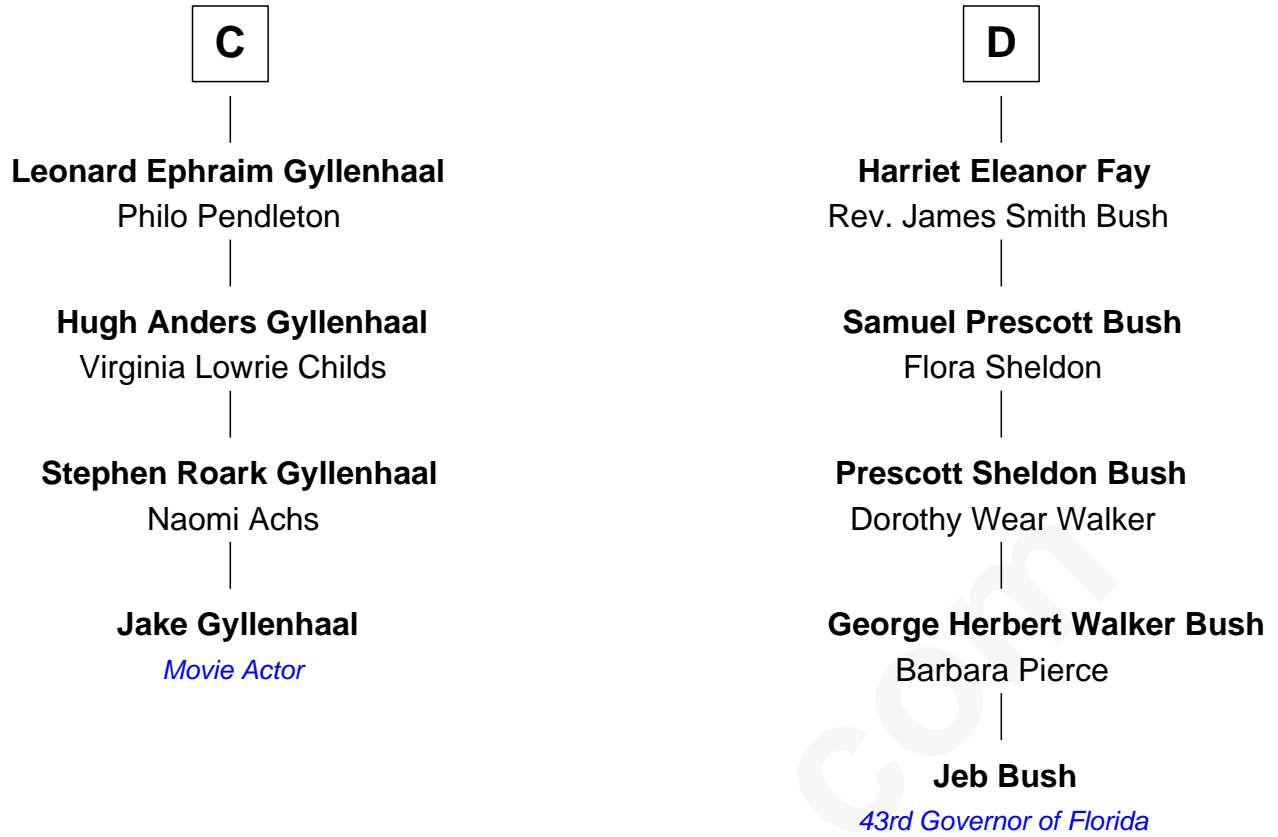 C
Leonard Ephraim Gyllenhaal
Philo Pendleton
Hugh Anders Gyllenhaal
Virginia Lowrie Childs
Stephen Roark Gyllenhaal
Naomi Achs
Jake Gyllenhaal
Movie Actor
D
Harriet Eleanor Fay
Rev. James Smith Bush
Samuel Prescott Bush
Flora Sheldon
Prescott Sheldon Bush
Dorothy Wear Walker
George Herbert Walker Bush
Barbara Pierce
Jeb Bush
43rd Governor of Florida
com